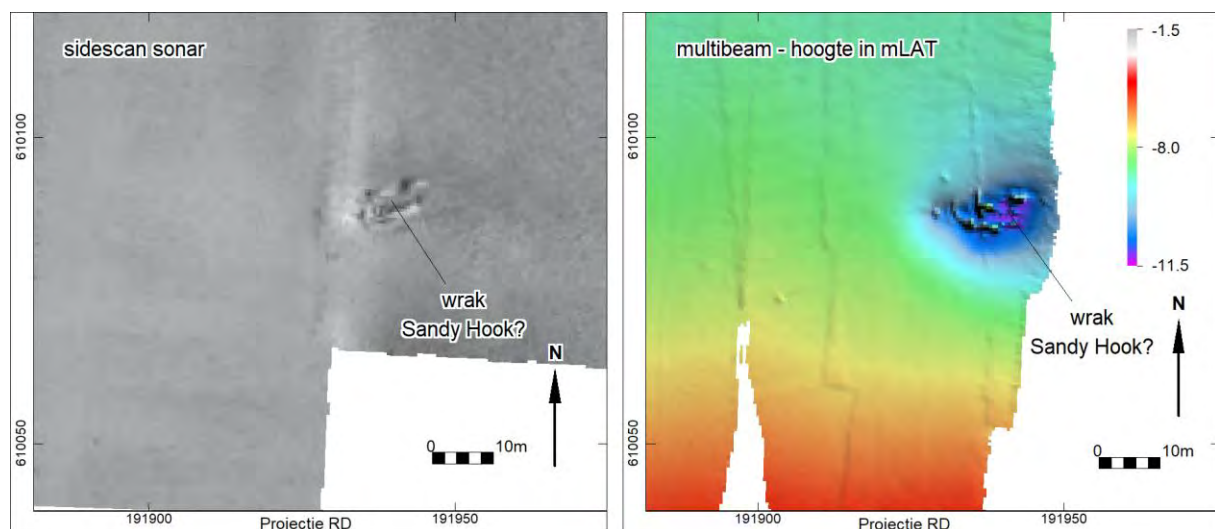 sidescan sonar
610100
wrak
Sandy Hook?
N
0 10m
610050
191900
Projectie RD
191950
multibeam - hoogte in mLAT
-1.5
-8.0
-11.5
610100
wrak
Sandy Hook?
N
0 10m
610050
191900
Projectie RD
191950